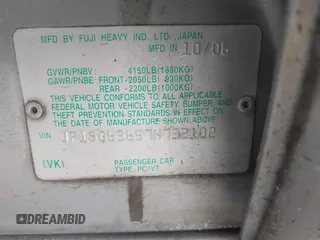 MFD BY FUJI HEAVY IND. LTD. JAPAN
MFD IN 10/06
GVWR/PNBV: 4150LB(1880KG)
GAWR/PNBE: FRONT-2050LB( 930KG)
REAR -2200LB(1000KG)
THIS VEHICLE CONFORMS TO ALL APPLICABLE
FEDERAL MOTOR VEHICLE SAFETY, BUMPER, AND
THEFT PREVENTION STANDARDS IN EFFECT ON THE
DATE OF MANUFACTURE SHOWN ABOVE.
VIN
(VK)
PASSENGER CAR
TYPE:PC/VT
DREAMBID